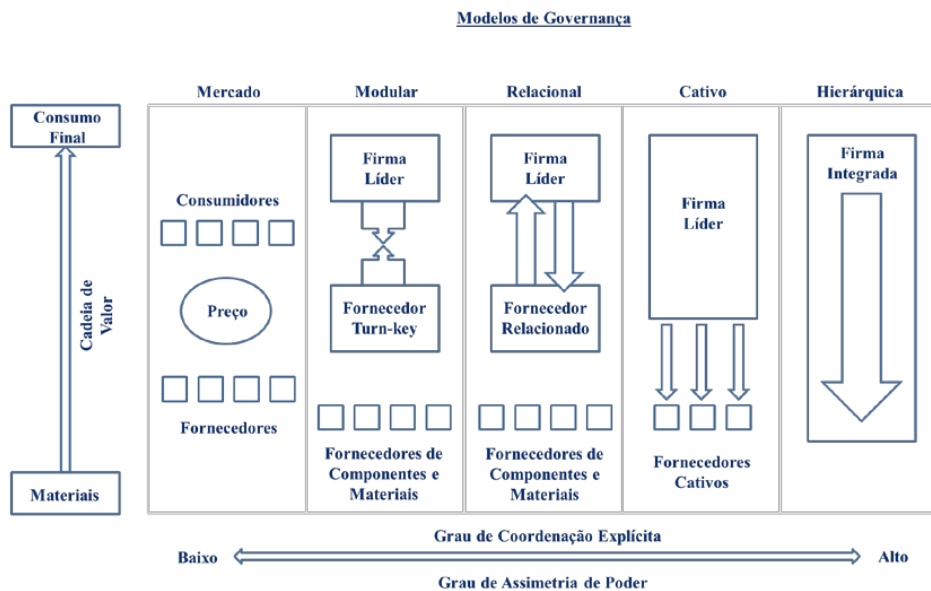 Modelos de Governança
Mercado
Modular
Relacional
Cativo
Hierárquica
Consumo
Final
Cadeia de
Valor
Materiais
Consumidores
Preço
Fornecedores
Firma
Líder
Fornecedor
Turn-key
Fornecedores de
Componentes e
Materiais
Firma
Líder
Fornecedor
Relacionado
Fornecedores de
Componentes e
Materiais
Firma
Líder
Fornecedores
Cativos
Firma
Integrada
Grau de Coordenação Explícita
Baixo
Alto
Grau de Assimetria de Poder